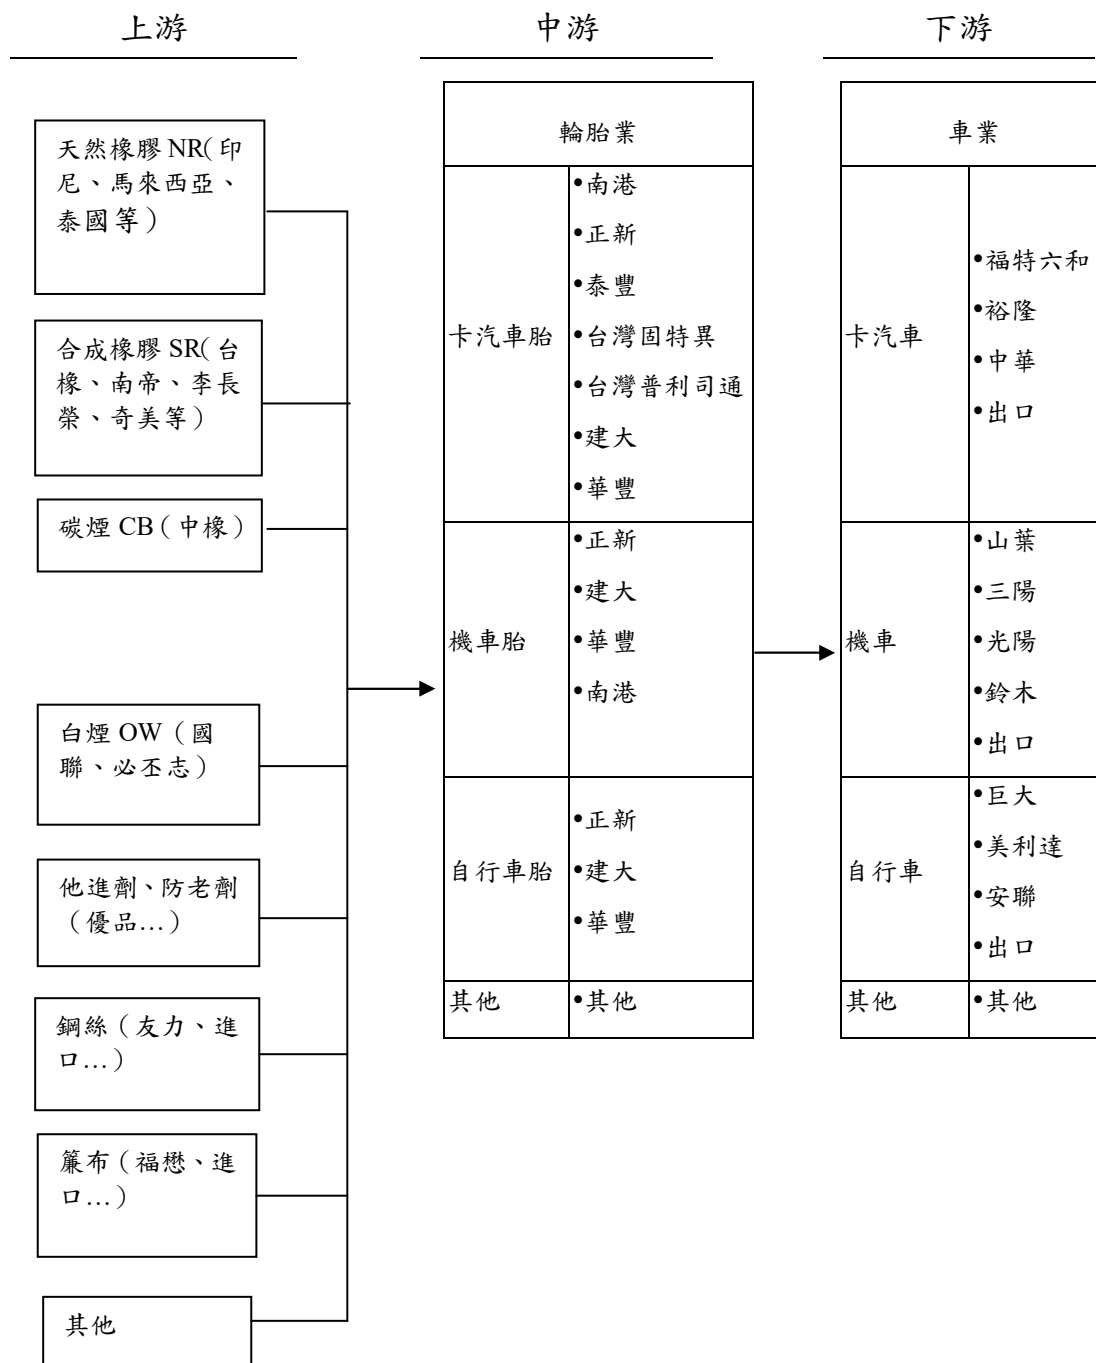 上游
中游
下游
天然橡膠 NR(印
尼、馬來西亞、
泰國等)
合成橡膠 SR(台
橡、南帝、李長
榮、奇美等)
碳煙 CB(中橡)
白煙 OW(國
聯、必丕志)
他進劑、防老劑
(優品…)
鋼絲(友力、進
口…)
簾布(福懋、進
口…)
其他
輪胎業
卡汽車胎
•南港
•正新
•泰豐
•台灣固特異
•台灣普利司通
•建大
•華豐
機車胎
•正新
•建大
•華豐
•南港
自行車胎
•正新
•建大
•華豐
其他
•其他
車業
卡汽車
•福特六和
•裕隆
•中華
•出口
機車
•山葉
•三陽
•光陽
•鈴木
•出口
自行車
•巨大
•美利達
•安聯
•出口
其他
•其他